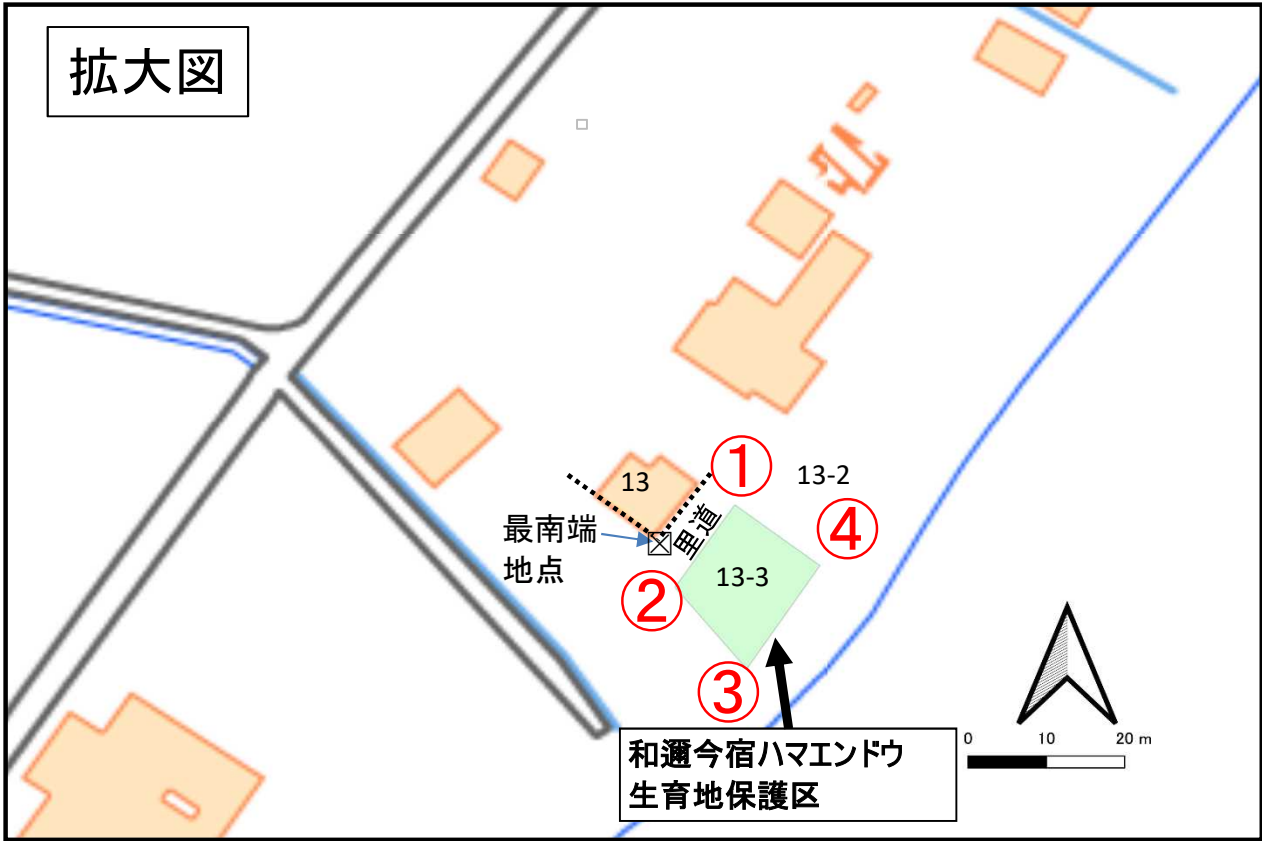 拡大図
①
13
13-2
里道
④
最南端
地点
13-3
②
③
和邇今宿ハマエンドウ
生育地保護区
0 10 20 m